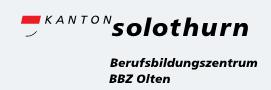 KANTON solothurn
Berufsbildungszentrum
BBZ Olten